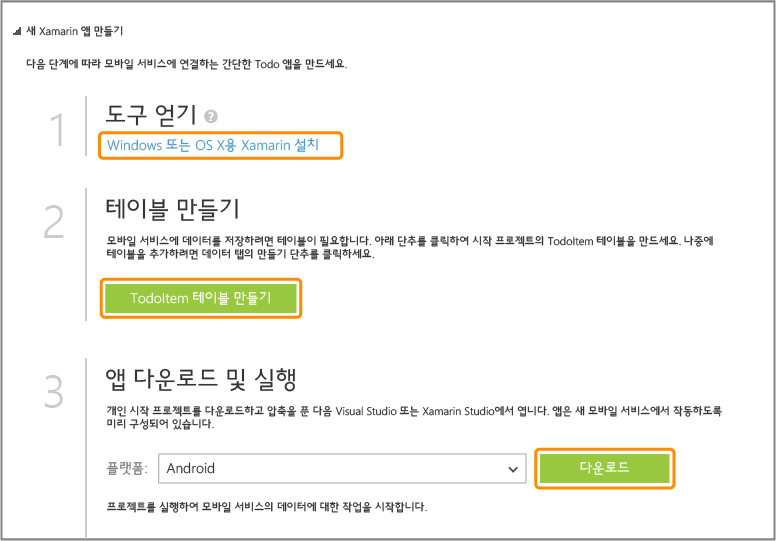 새 Xamarin 앱 만들기
다음 단계에 따라 모바일 서비스에 연결하는 간단한 Todo 앱을 만드세요.
1
도구 얻기 ?
Windows 또는 OS X용 Xamarin 설치
2
테이블 만들기
모바일 서비스에 데이터를 저장하려면 테이블이 필요합니다. 아래 단추를 클릭하여 시작 프로젝트의 TodoItem 테이블을 만드세요. 나중에
테이블을 추가하려면 데이터 탭의 만들기 단추를 클릭하세요.
TodoItem 테이블 만들기
3
앱 다운로드 및 실행
개인 시작 프로젝트를 다운로드하고 압축을 푼 다음 Visual Studio 또는 Xamarin Studio에서 엽니다. 앱은 새 모바일 서비스에서 작동하도록
미리 구성되어 있습니다.
플랫폼: Android 다운로드
프로젝트를 실행하여 모바일 서비스의 데이터에 대한 작업을 시작합니다.